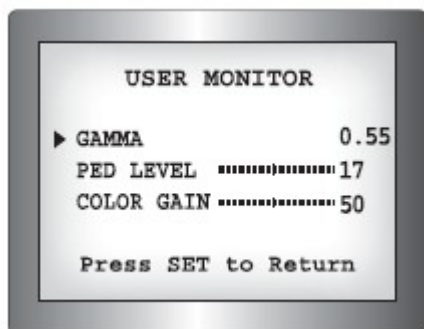 USER MONITOR
GAMMA 0.55
PED LEVEL 17
COLOR GAIN 50
Press SET to Return